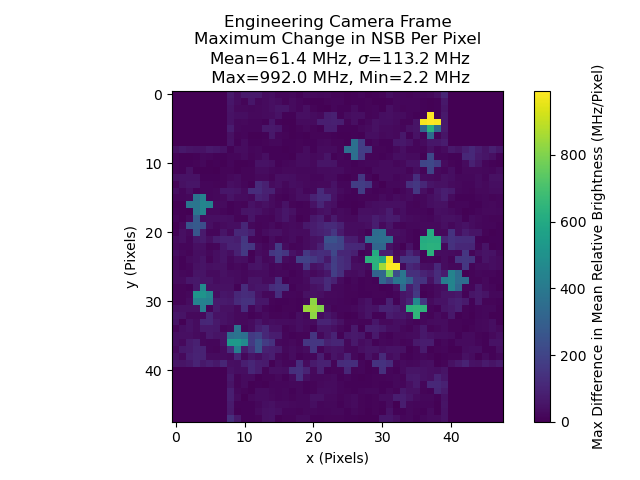 Engineering Camera Frame
Maximum Change in NSB Per Pixel
Mean=61.4 MHz, σ=113.2 MHz
Max=992.0 MHz, Min=2.2 MHz
0
10
20
30
40
y (Pixels)
0
10
20
30
40
x (Pixels)
800
600
400
200
0
Max Difference in Mean Relative Brightness (MHz/Pixel)